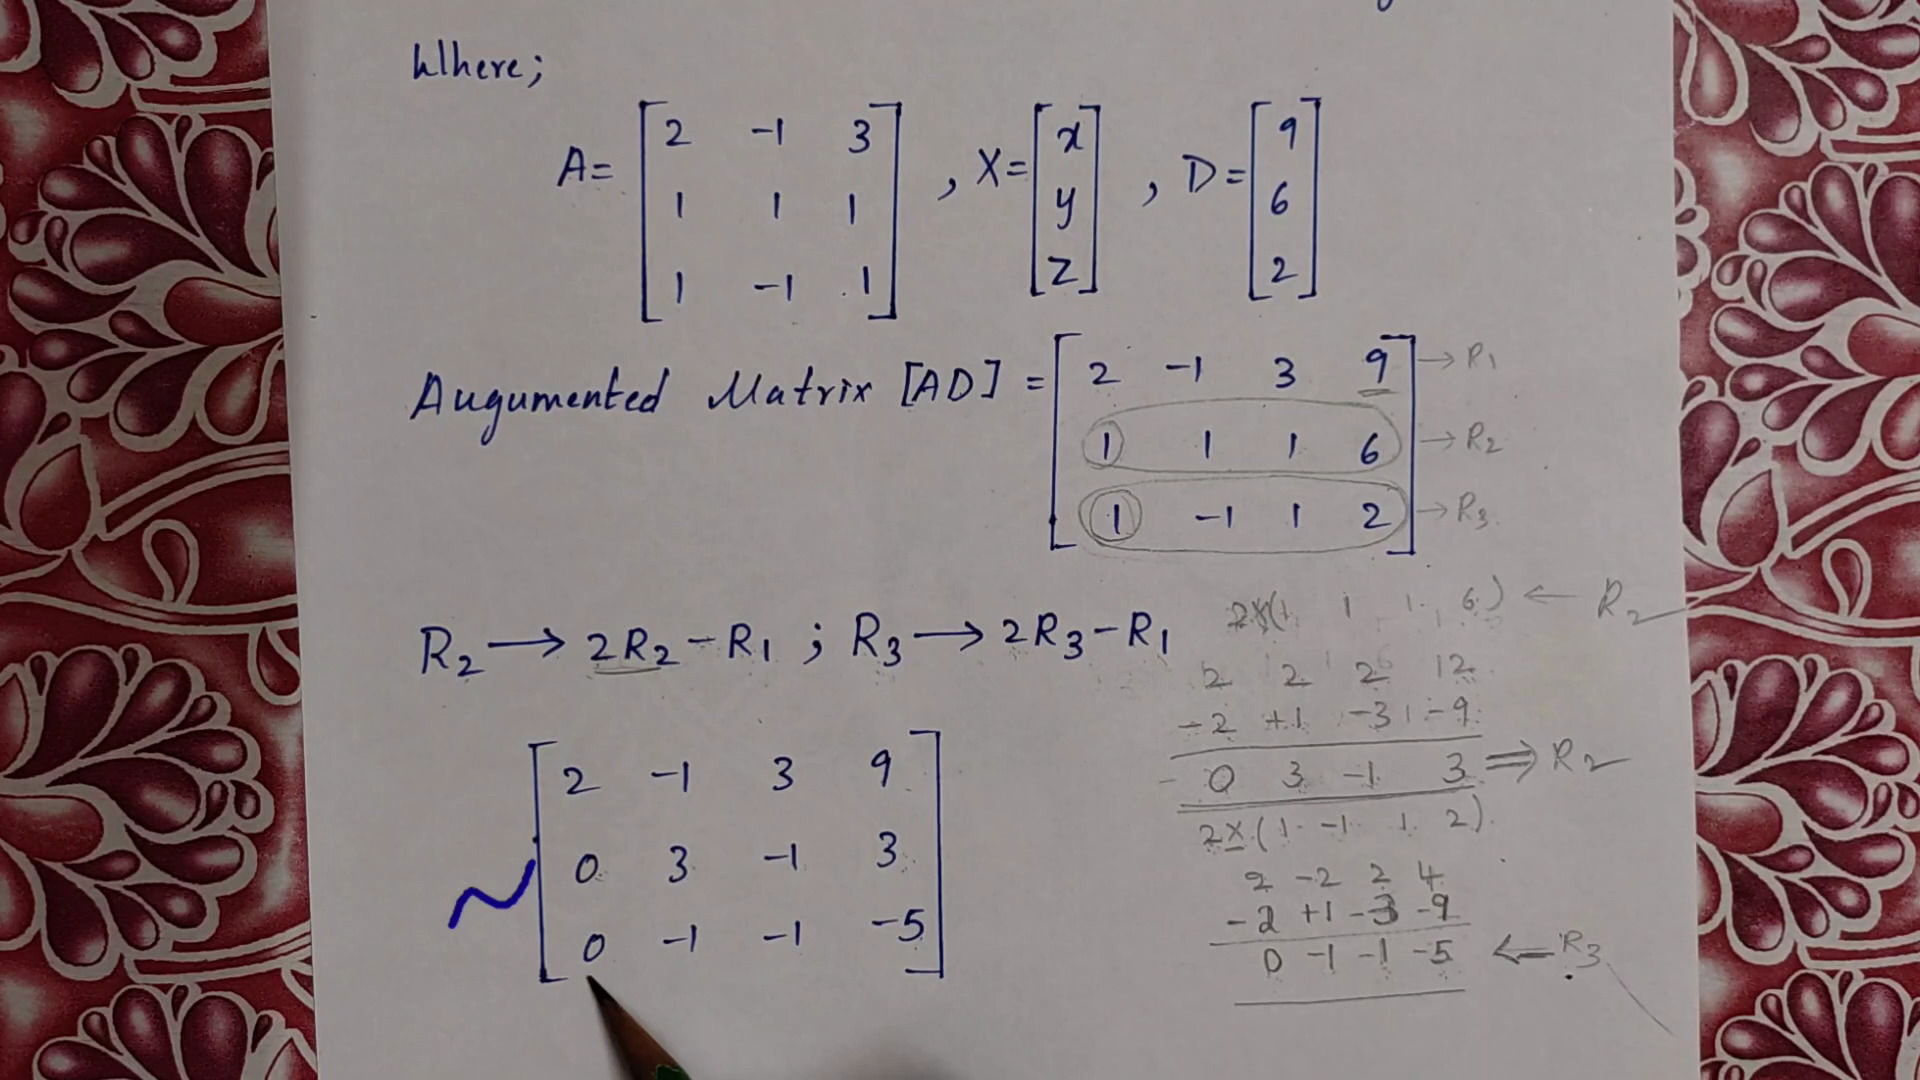 Where;
A= [2 -1 3
1 1 1
1 -1 1] , X= [x
y
z] , D= [9
6
2]
Augumented Matrix [AD] = [2 -1 3 9 → R1
1 1 1 6 → R2
1 -1 1 2] → R3.
R2 → 2R2 - R1 ; R3 → 2R3 - R1
~ [2 -1 3 9
0 3 -1 3
0 -1 -1 -5]
2×(1 1 1 6) ← R2
2 2 2 12
-2 +1 -3 -9
0 3 -1 3 ⇒ R2
2×(1 -1 1 2)
2 -2 2 4
-2 +1 -3 -9
0 -1 -1 -5 ← R3